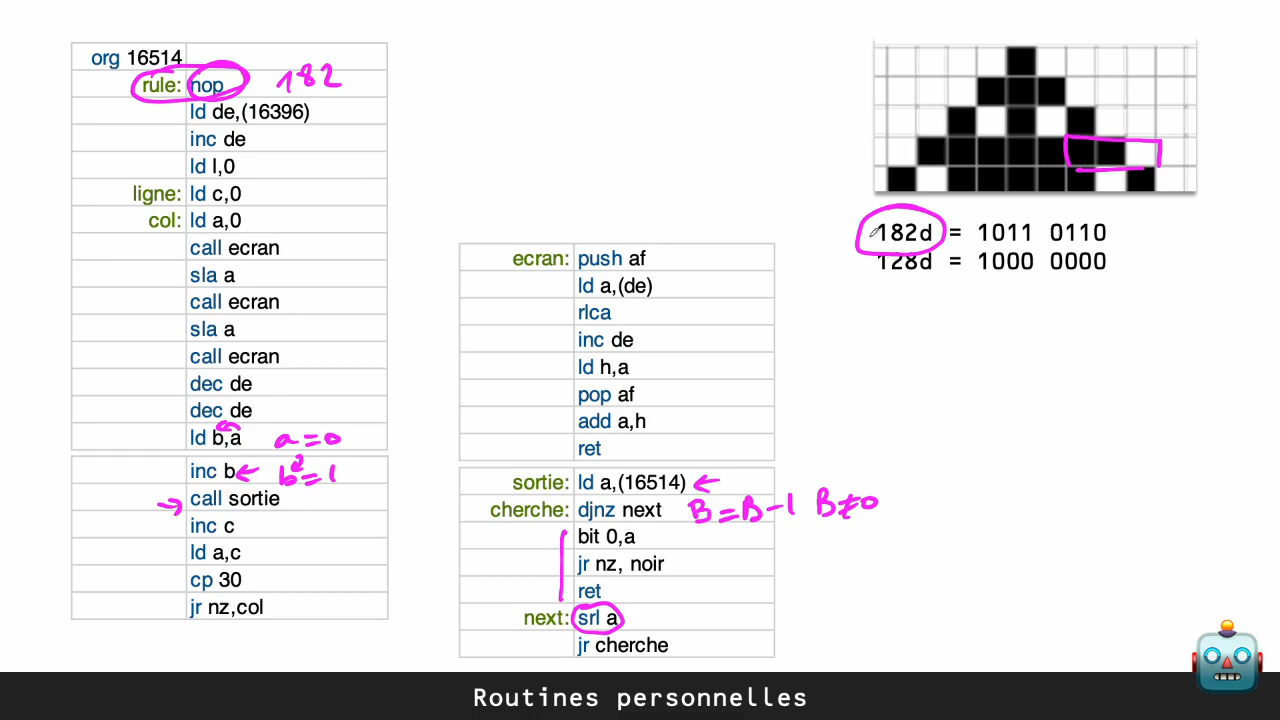 org 16514
rule: nop 182
ld de,(16396)
inc de
ld l,0
ligne: ld c,0
col: ld a,0
call ecran
sla a
call ecran
sla a
call ecran
dec de
dec de
ld b,a a=0
inc b b=1
call sortie
inc c
ld a,c
cp 30
jr nz,col
ecran: push af
ld a,(de)
rlca
inc de
ld h,a
pop af
add a,h
ret
sortie: ld a,(16514)
cherche: djnz next B=B-1 B≠0
bit 0,a
jr nz, noir
ret
next: srl a
jr cherche
182d = 1011 0110
128d = 1000 0000
Routines personnelles